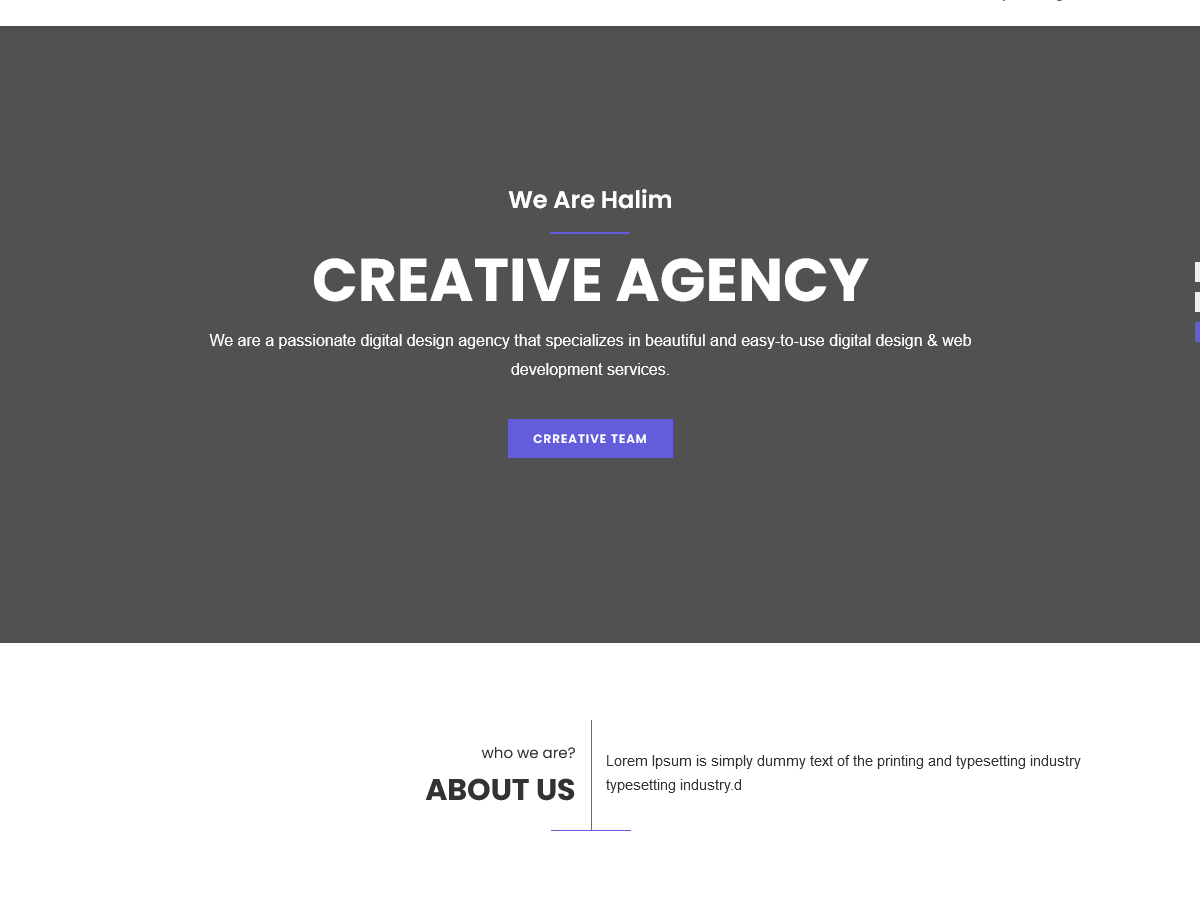 We Are Halim
CREATIVE AGENCY
We are a passionate digital design agency that specializes in beautiful and easy-to-use digital design & web
development services.
CRREATIVE TEAM
who we are?
ABOUT US
Lorem Ipsum is simply dummy text of the printing and typesetting industry
typesetting industry.d